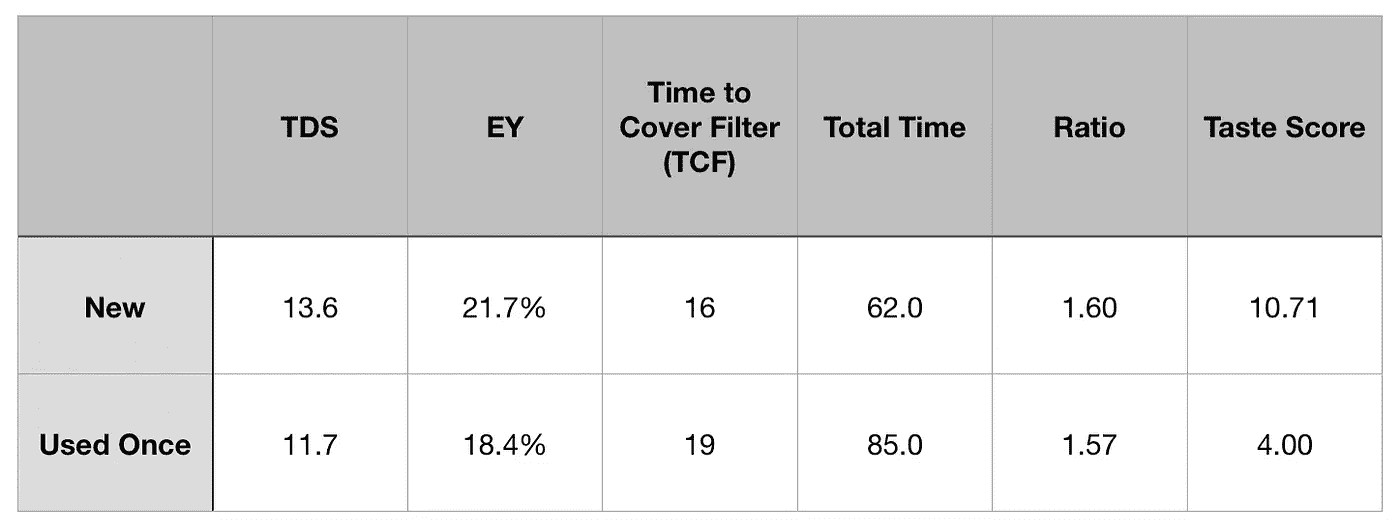 TDS EY Time to Cover Filter (TCF) Total Time Ratio Taste Score
New 13.6 21.7% 16 62.0 1.60 10.71
Used Once 11.7 18.4% 19 85.0 1.57 4.00